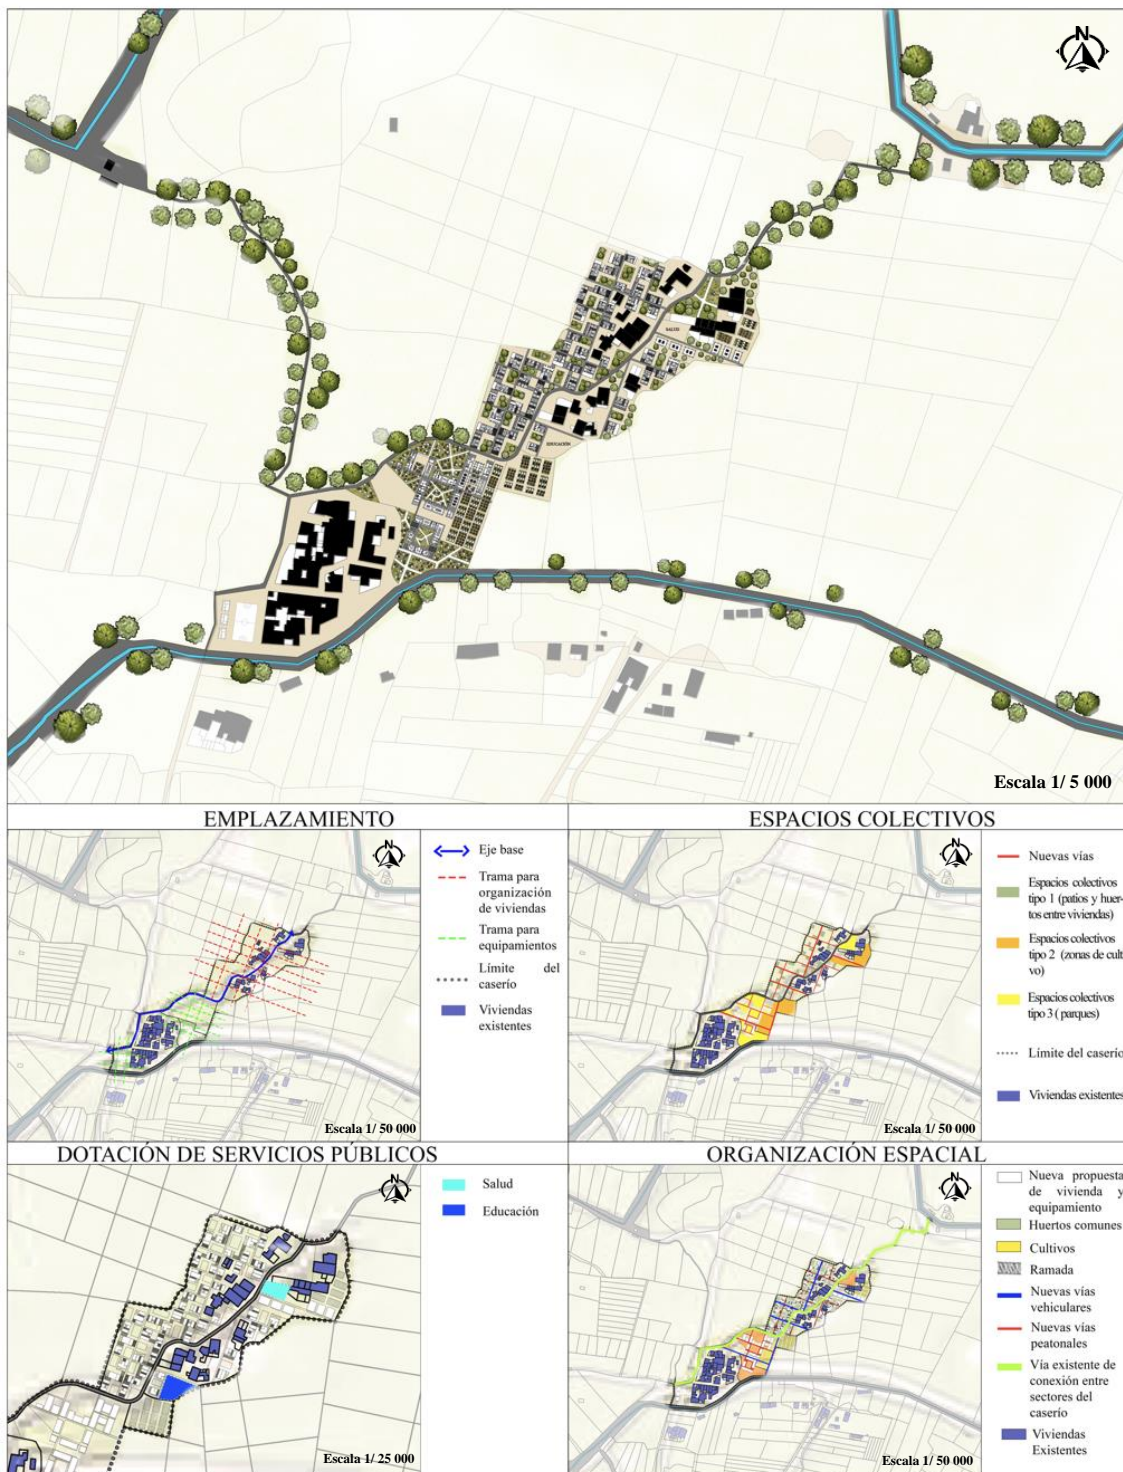 N
SALUD
EDUCACIÓN
Escala 1/ 5 000
EMPLAZAMIENTO
N
Eje base
Trama para
organización
de viviendas
Trama para
equipamientos
Límite del
caserío
Viviendas
existentes
Escala 1/ 50 000
ESPACIOS COLECTIVOS
N
Nuevas vías
Espacios colectivos
tipo 1 (patios y huer-
tos entre viviendas)
Espacios colectivos
tipo 2 (zonas de culti
vo)
Espacios colectivos
tipo 3 ( parques)
Límite del caserío
Viviendas existentes
Escala 1/ 50 000
DOTACIÓN DE SERVICIOS PÚBLICOS
N
Salud
Educación
Escala 1/ 25 000
ORGANIZACIÓN ESPACIAL
N
Nueva propuesta
de vivienda y
equipamiento
Huertos comunes
Cultivos
Ramada
Nuevas vías
vehiculares
Nuevas vías
peatonales
Vía existente de
conexión entre
sectores del
caserío
Viviendas
Existentes
Escala 1/ 50 000